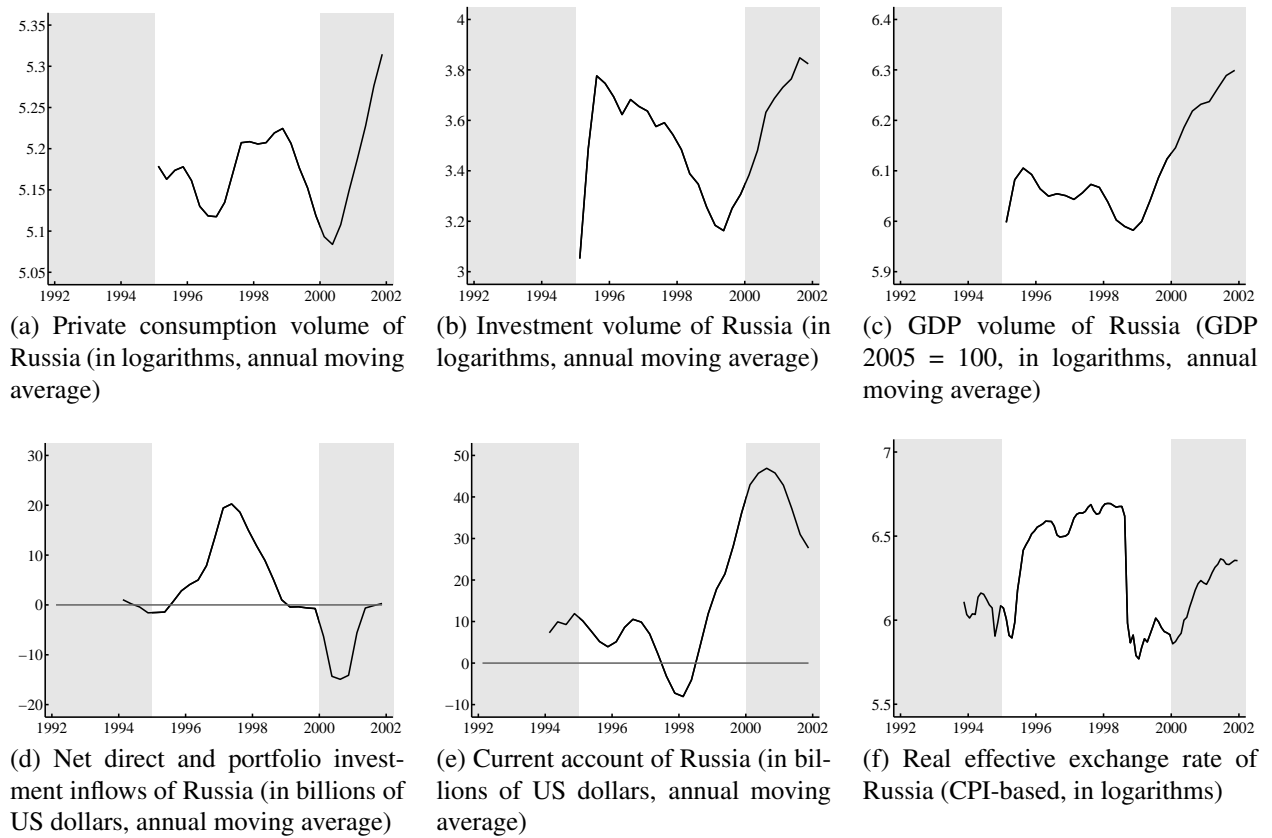 5.35
5.3
5.25
5.2
5.15
5.1
5.05
1992 1994 1996 1998 2000 2002
(a) Private consumption volume of
Russia (in logarithms, annual moving
average)
4
3.8
3.6
3.4
3.2
3
1992 1994 1996 1998 2000 2002
(b) Investment volume of Russia (in
logarithms, annual moving average)
6.4
6.3
6.2
6.1
6
5.9
1992 1994 1996 1998 2000 2002
(c) GDP volume of Russia (GDP
2005 = 100, in logarithms, annual
moving average)
30
20
10
0
−10
−20
1992 1994 1996 1998 2000 2002
(d) Net direct and portfolio invest-
ment inflows of Russia (in billions of
US dollars, annual moving average)
50
40
30
20
10
0
−10
1992 1994 1996 1998 2000 2002
(e) Current account of Russia (in bil-
lions of US dollars, annual moving
average)
7
6.5
6
5.5
1992 1994 1996 1998 2000 2002
(f) Real effective exchange rate of
Russia (CPI-based, in logarithms)